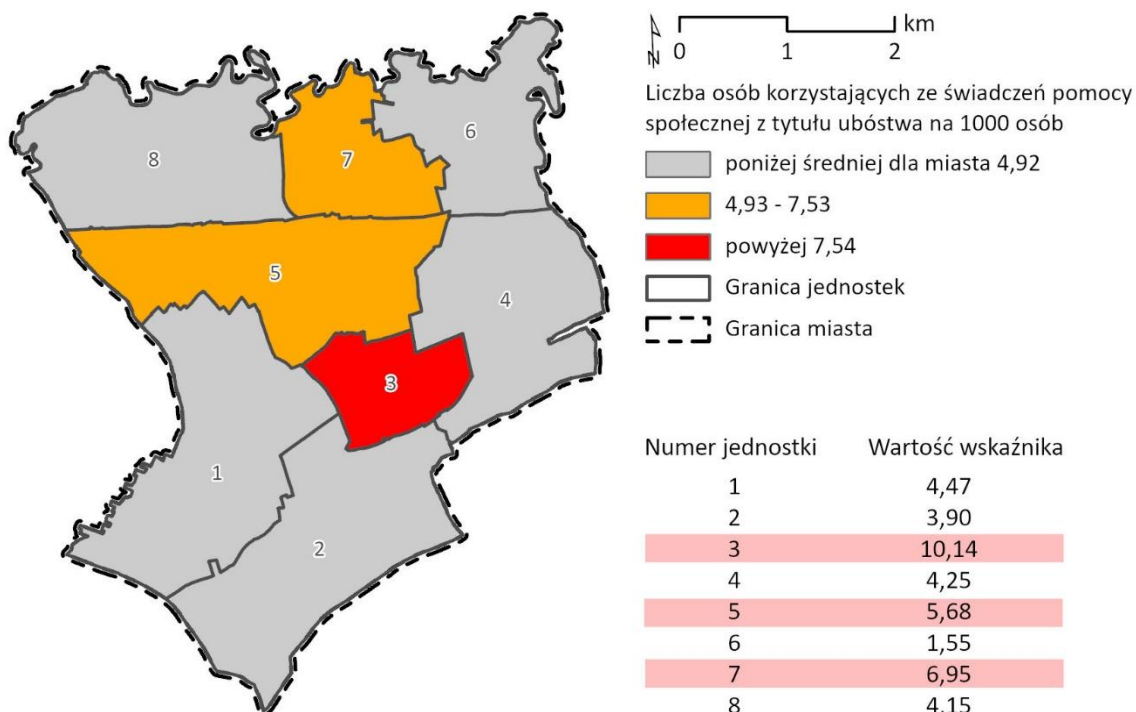 km
0 1 2
Liczba osób korzystających ze świadczeń pomocy
społecznej z tytułu ubóstwa na 1000 osób
poniżej średniej dla miasta 4,92
4,93 - 7,53
powyżej 7,54
Granica jednostek
Granica miasta
8
7
6
5
4
3
1
2
Numer jednostki Wartość wskaźnika
1 4,47
2 3,90
3 10,14
4 4,25
5 5,68
6 1,55
7 6,95
8 4,15